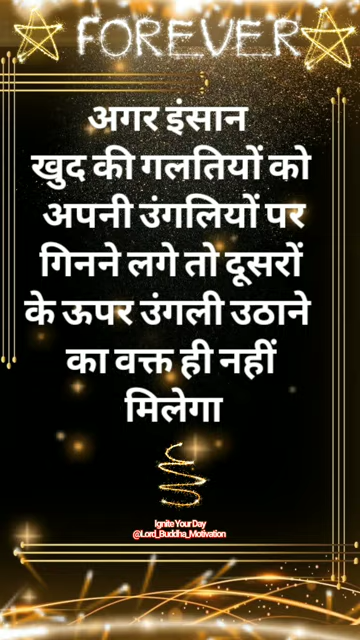 FOREVER
अगर इंसान
खुद की गलतियों को
अपनी उंगलियों पर
गिनने लगे तो दूसरों
के ऊपर उंगली उठाने
का वक्त ही नहीं
मिलेगा
Ignite Your Day
@Lord_Buddha_Motivation